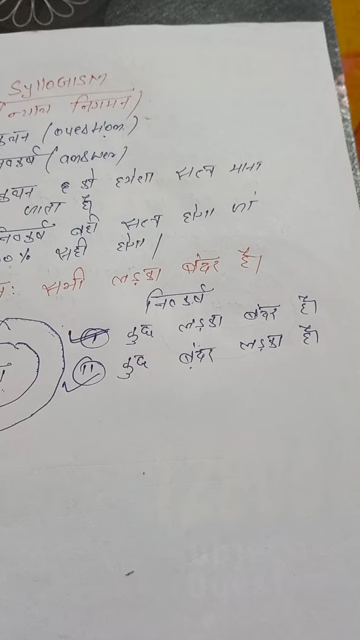 SYLLOGISM
(न्याय निगमन)
कथन (question)
निष्कर्ष (answer)
कथन को हमेशा सत्य माना
जाता है।
निष्कर्ष वही सत्य होगा जो
00% सही होगा।
सभी लड़का बंदर है।
निष्कर्ष
I कुछ लड़का बंदर है।
II कुछ बंदर लड़का है।